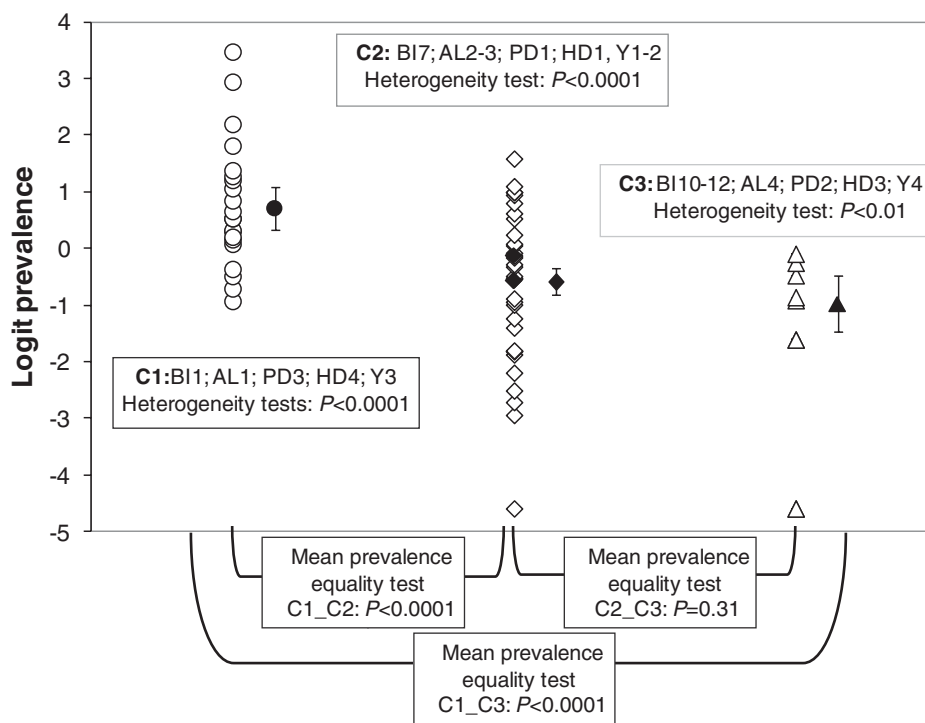 4
3
2
1
0
-1
-2
-3
-4
-5
Logit prevalence
C2: BI7; AL2-3; PD1; HD1, Y1-2
Heterogeneity test: P<0.0001
C3: BI10-12; AL4; PD2; HD3; Y4
Heterogeneity test: P<0.01
C1:BI1; AL1; PD3; HD4; Y3
Heterogeneity tests: P<0.0001
Mean prevalence
equality test
C1_C2: P<0.0001
Mean prevalence
equality test
C2_C3: P=0.31
Mean prevalence
equality test
C1_C3: P<0.0001